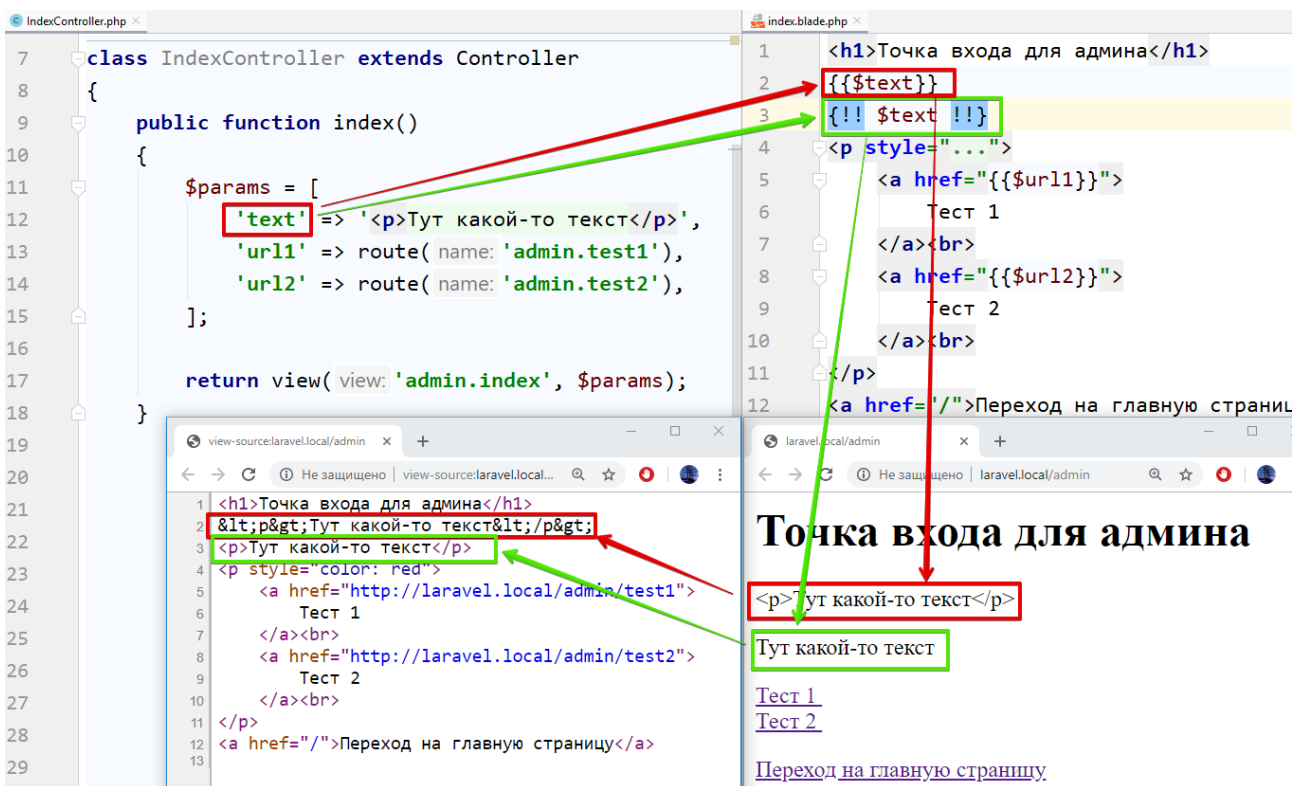 IndexController.php
7 class IndexController extends Controller
8 {
9 public function index()
10 {
11 $params = [
12 'text' => '<p>Тут какой-то текст</p>',
13 'url1' => route( name: 'admin.test1'),
14 'url2' => route( name: 'admin.test2'),
15 ];
16
17 return view( view: 'admin.index', $params);
18 }
19
20
21
22
23
24
25
26
27
28
29
index.blade.php
1 <h1>Точка входа для админа</h1>
2 {{$text}}
3 {!! $text !!}
4 <p style="...">
5 <a href="{{$url1}}">
6 Тест 1
7 </a><br>
8 <a href="{{$url2}}">
9 Тест 2
10 </a><br>
11 </p>
12 <a href="/">Переход на главную страниц
view-source:laravel.local/admin
Не защищено | view-source:laravel.local...
1 <h1>Точка входа для админа</h1>
2 &lt;p&gt;Тут какой-то текст&lt;/p&gt;
3 <p>Тут какой-то текст</p>
4 <p style="color: red">
5 <a href="http://laravel.local/admin/test1">
6 Тест 1
7 </a><br>
8 <a href="http://laravel.local/admin/test2">
9 Тест 2
10 </a><br>
11 </p>
12 <a href="/">Переход на главную страницу</a>
13
laravel.local/admin
Не защищено | laravel.local/admin
Точка входа для админа
<p>Тут какой-то текст</p>
Тут какой-то текст
Тест 1
Тест 2
Переход на главную страницу